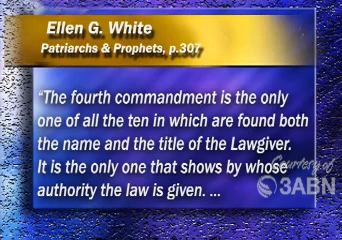 Ellen G. White
Patriarchs & Prophets, p.307
“The fourth commandment is the only
one of all the ten in which are found both
the name and the title of the Lawgiver.
It is the only one that shows by whose
authority the law is given. ...
Courtesy of
3ABN